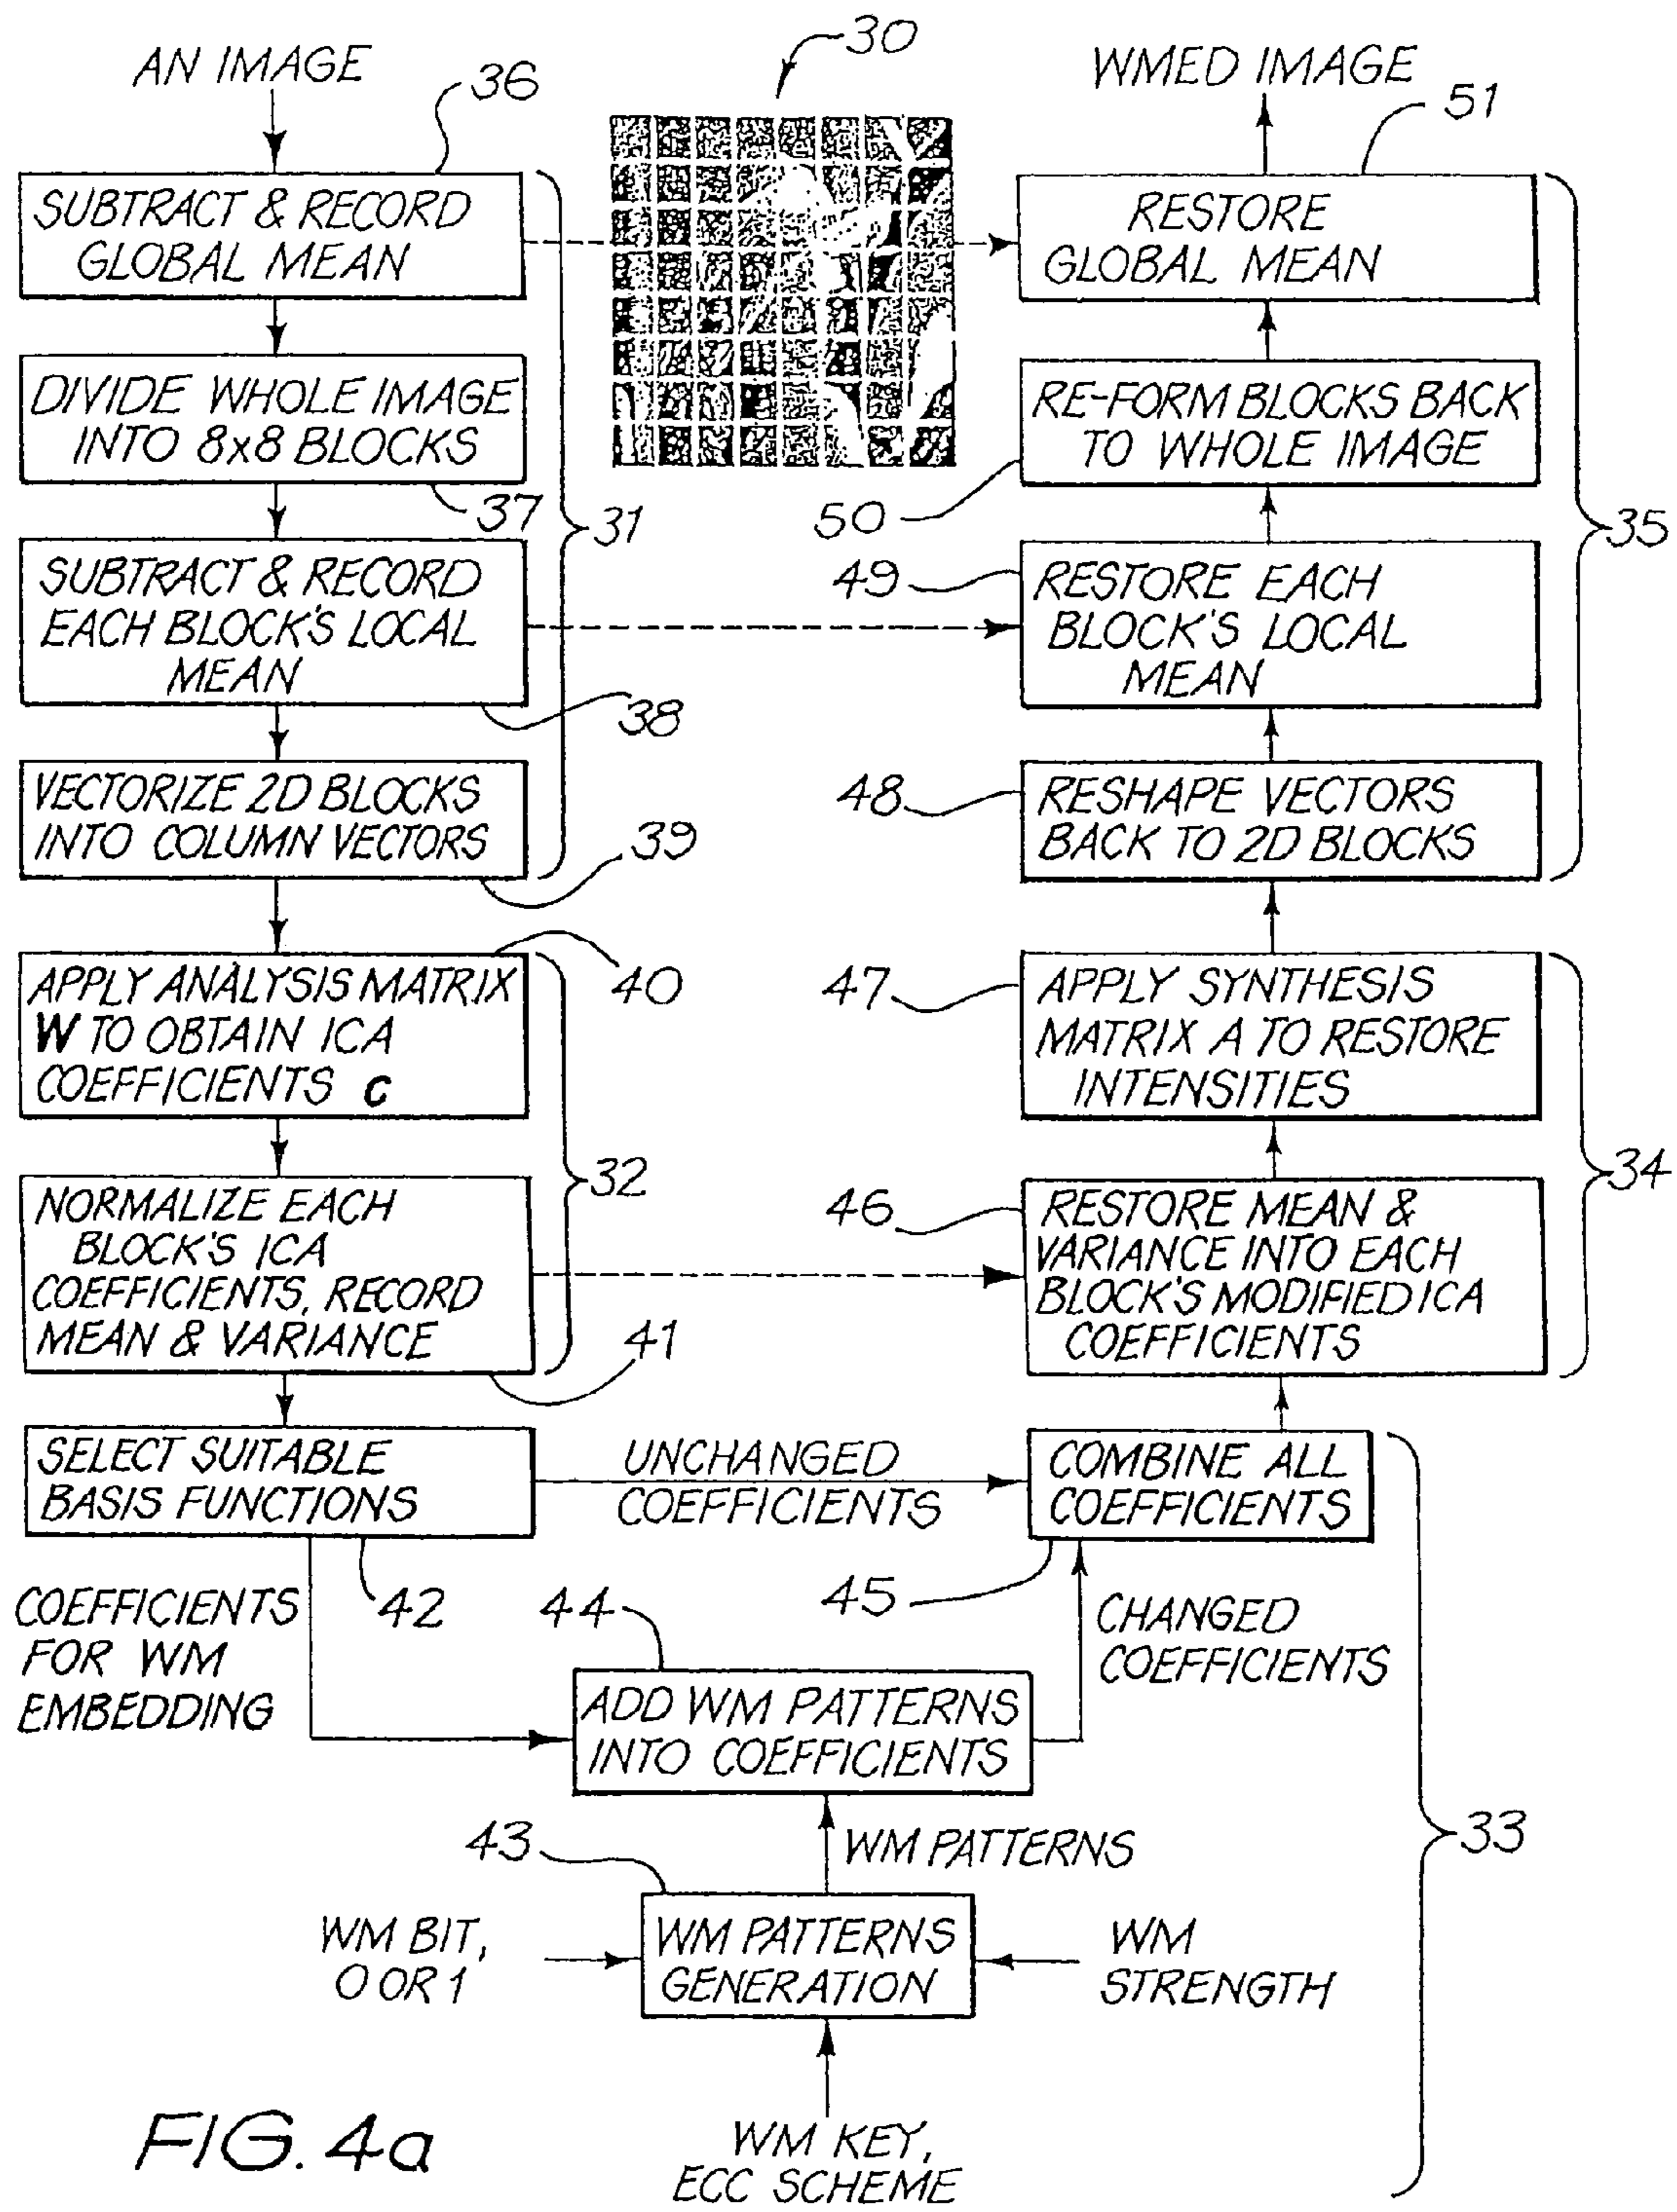 AN IMAGE
36
SUBTRACT & RECORD
GLOBAL MEAN
DIVIDE WHOLE IMAGE
INTO 8x8 BLOCKS
37
SUBTRACT & RECORD
EACH BLOCK'S LOCAL
MEAN
38
VECTORIZE 2D BLOCKS
INTO COLUMN VECTORS
39
31
APPLY ANALYSIS MATRIX
W TO OBTAIN ICA
COEFFICIENTS C
40
NORMALIZE EACH
BLOCK'S ICA
COEFFICIENTS, RECORD
MEAN & VARIANCE
41
32
SELECT SUITABLE
BASIS FUNCTIONS
42
COEFFICIENTS
FOR WM
EMBEDDING
UNCHANGED
COEFFICIENTS
30
WMED IMAGE
51
RESTORE
GLOBAL MEAN
RE-FORM BLOCKS BACK
TO WHOLE IMAGE
50
49
RESTORE EACH
BLOCK'S LOCAL
MEAN
48
RESHAPE VECTORS
BACK TO 2D BLOCKS
35
47
APPLY SYNTHESIS
MATRIX A TO RESTORE
INTENSITIES
46
RESTORE MEAN &
VARIANCE INTO EACH
BLOCK'S MODIFIED ICA
COEFFICIENTS
34
COMBINE ALL
COEFFICIENTS
45
CHANGED
COEFFICIENTS
44
ADD WM PATTERNS
INTO COEFFICIENTS
WM PATTERNS
43
WM PATTERNS
GENERATION
WM BIT,
0 OR 1
WM
STRENGTH
WM KEY,
ECC SCHEME
33
FIG. 4a